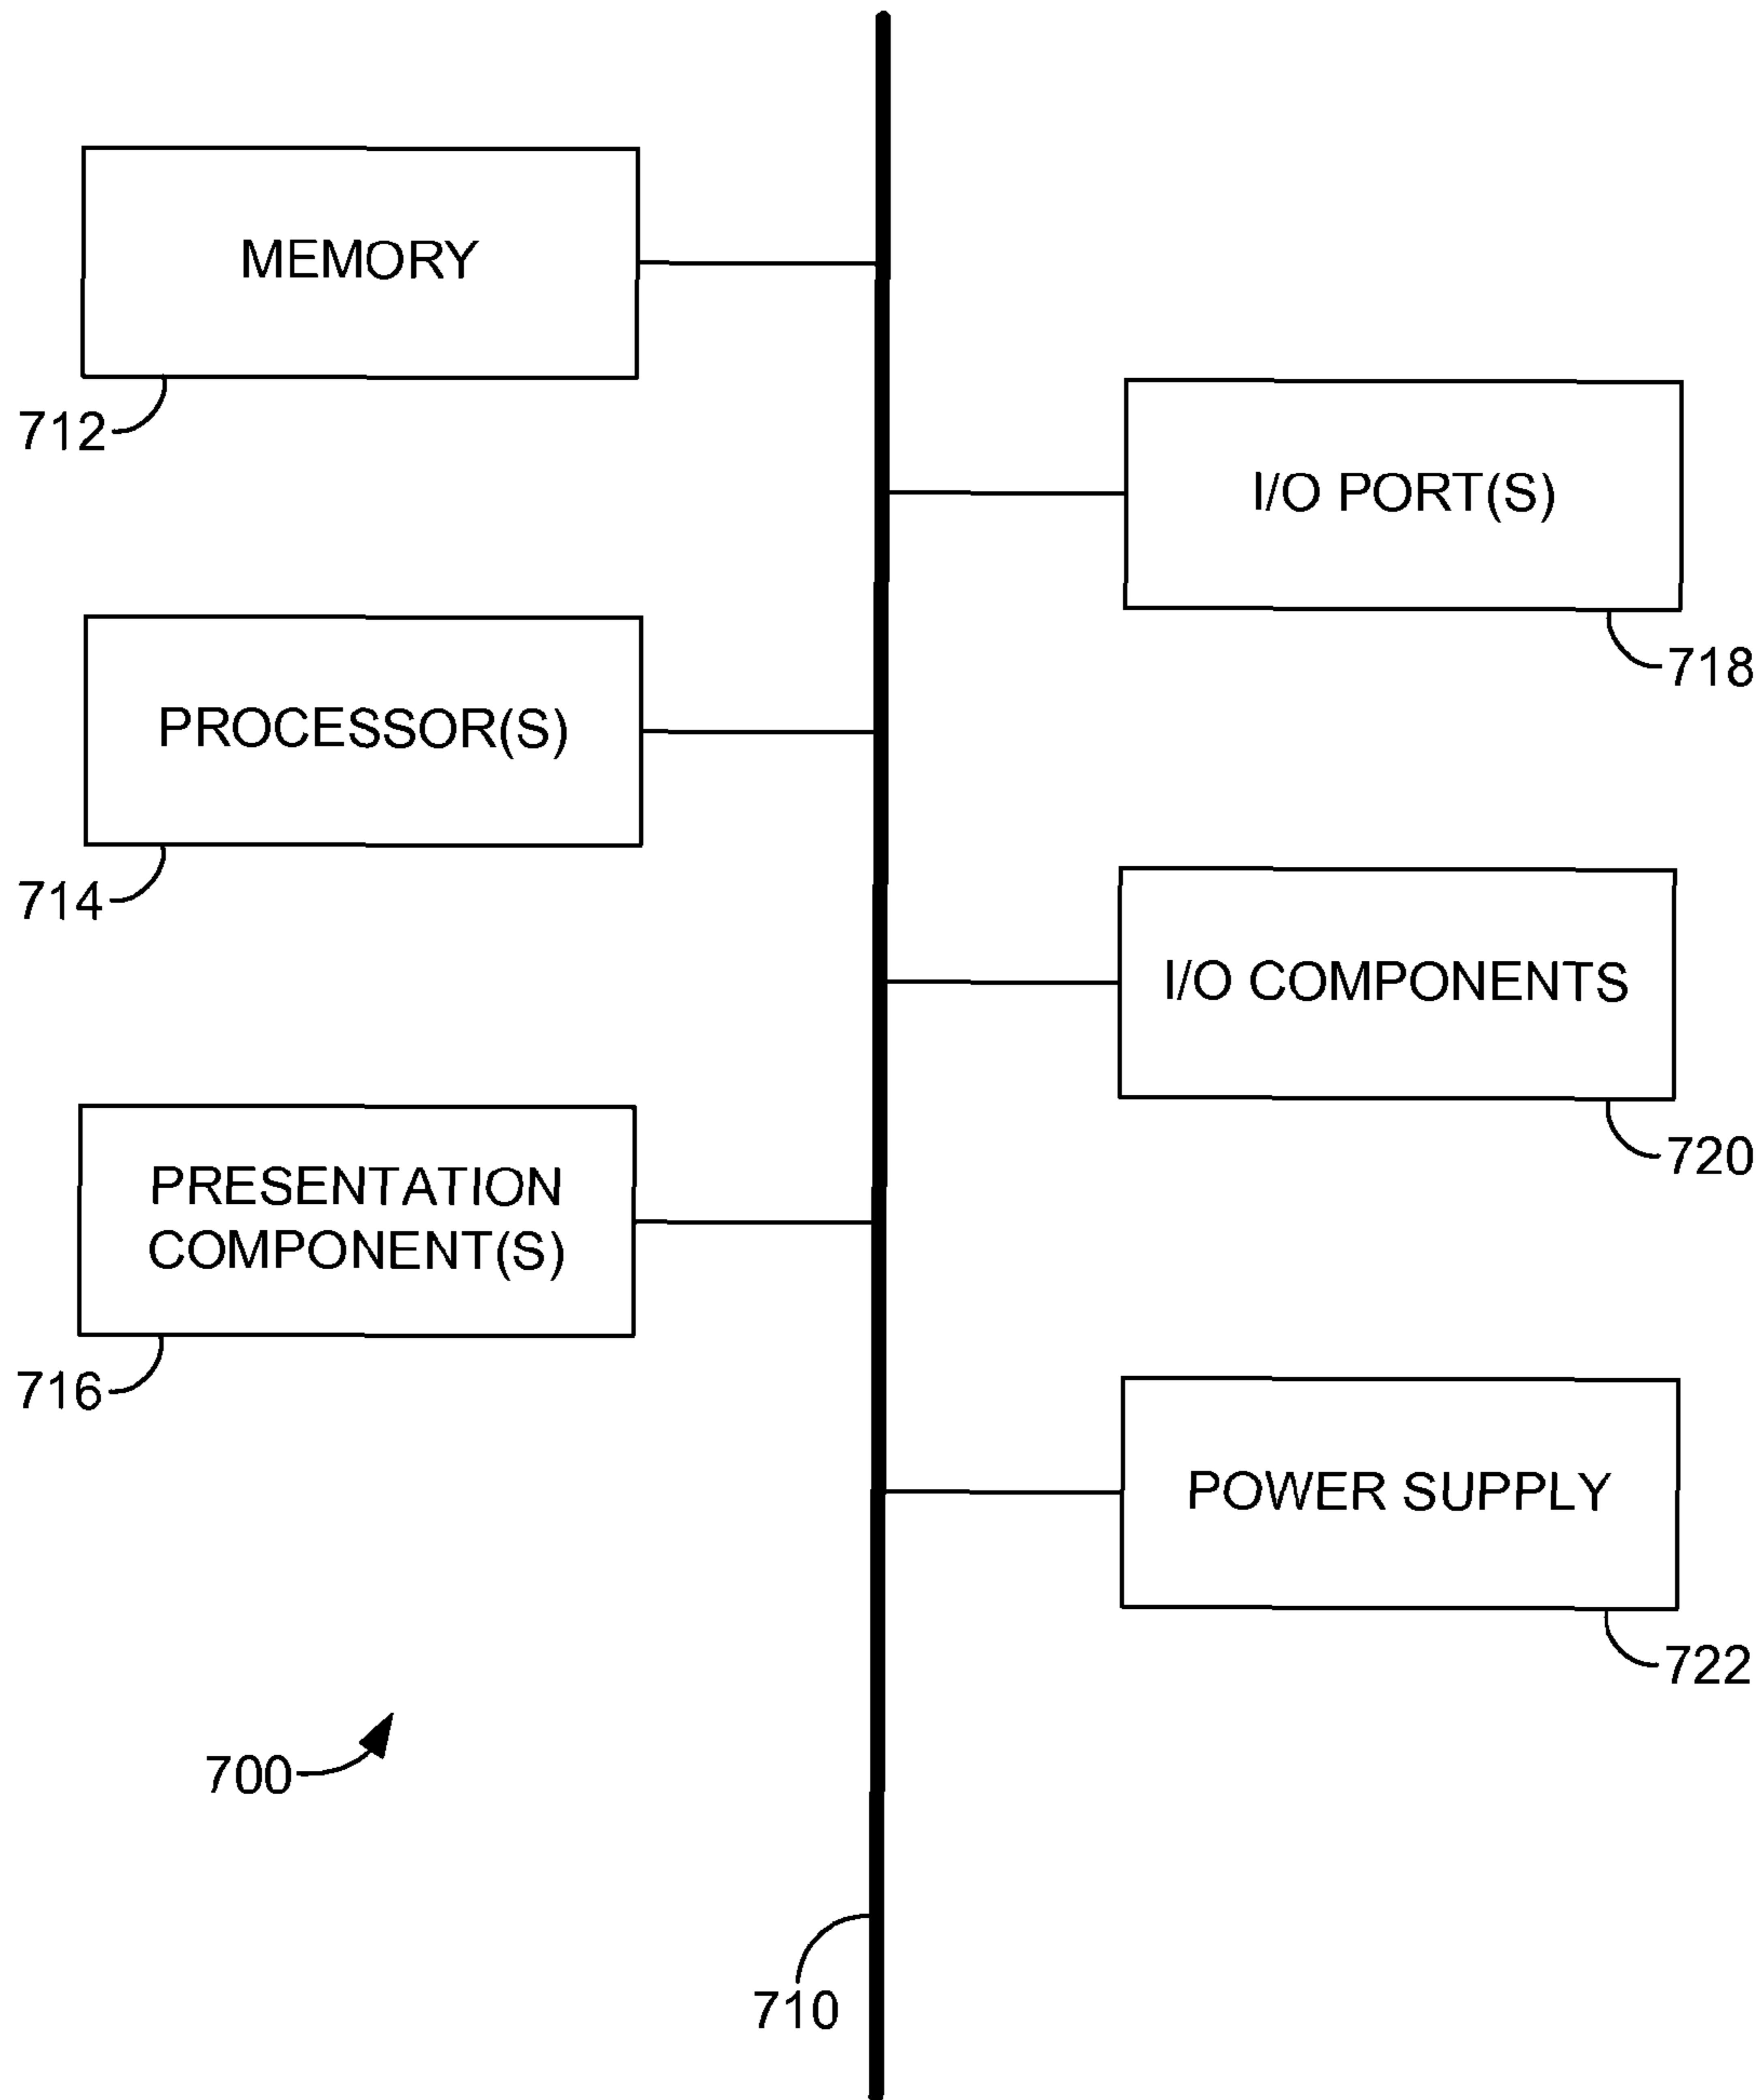 MEMORY
712
I/O PORT(S)
718
PROCESSOR(S)
714
I/O COMPONENTS
720
PRESENTATION
COMPONENT(S)
716
POWER SUPPLY
722
700
710